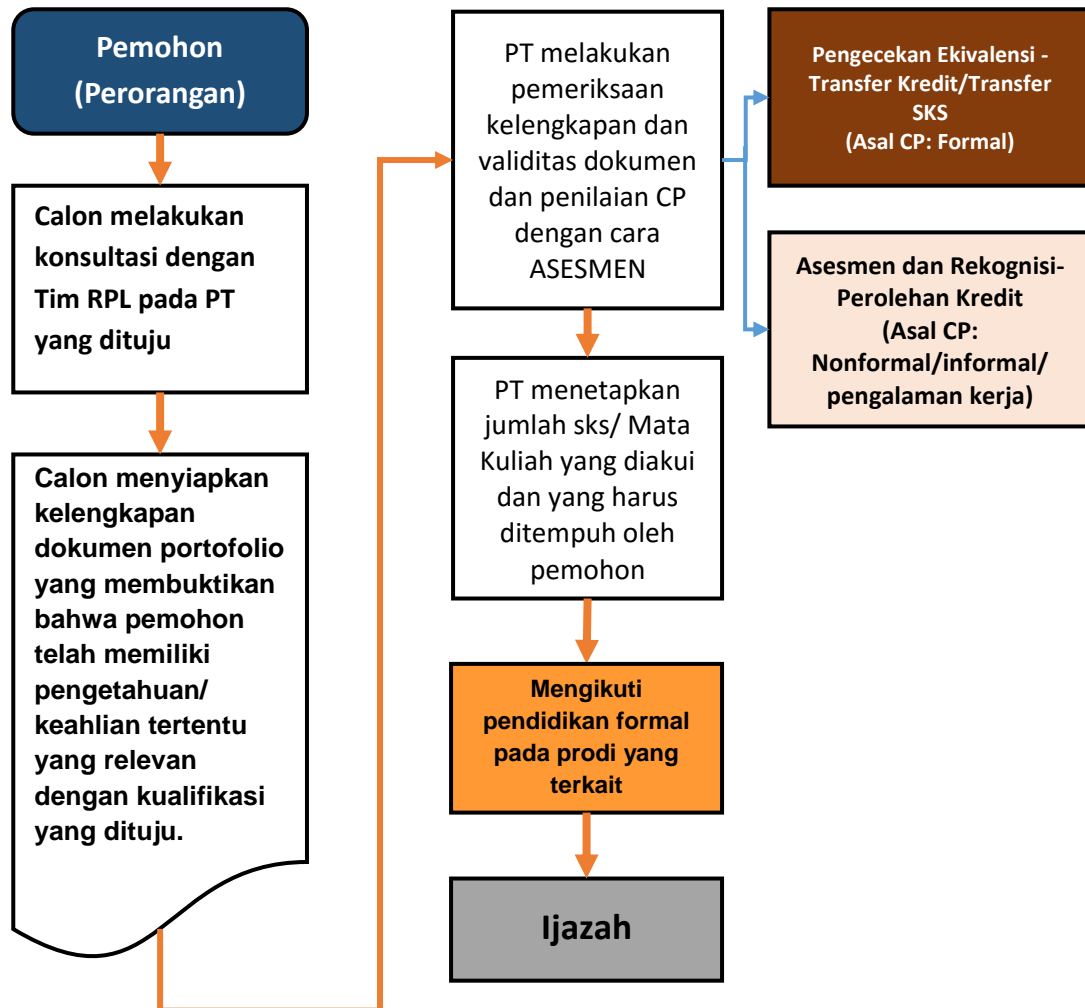 Pemohon
(Perorangan)
Calon melakukan
konsultasi dengan
Tim RPL pada PT
yang dituju
Calon menyiapkan
kelengkapan
dokumen portofolio
yang membuktikan
bahwa pemohon
telah memiliki
pengetahuan/
keahlian tertentu
yang relevan
dengan kualifikasi
yang dituju.
PT melakukan
pemeriksaan
kelengkapan dan
validitas dokumen
dan penilaian CP
dengan cara
ASESMEN
PT menetapkan
jumlah sks/ Mata
Kuliah yang diakui
dan yang harus
ditempuh oleh
pemohon
Mengikuti
pendidikan formal
pada prodi yang
terkait
Ijazah
Pengecekan Ekivalensi -
Transfer Kredit/Transfer
SKS
(Asal CP: Formal)
Asesmen dan Rekognisi-
Perolehan Kredit
(Asal CP:
Nonformal/informal/
pengalaman kerja)